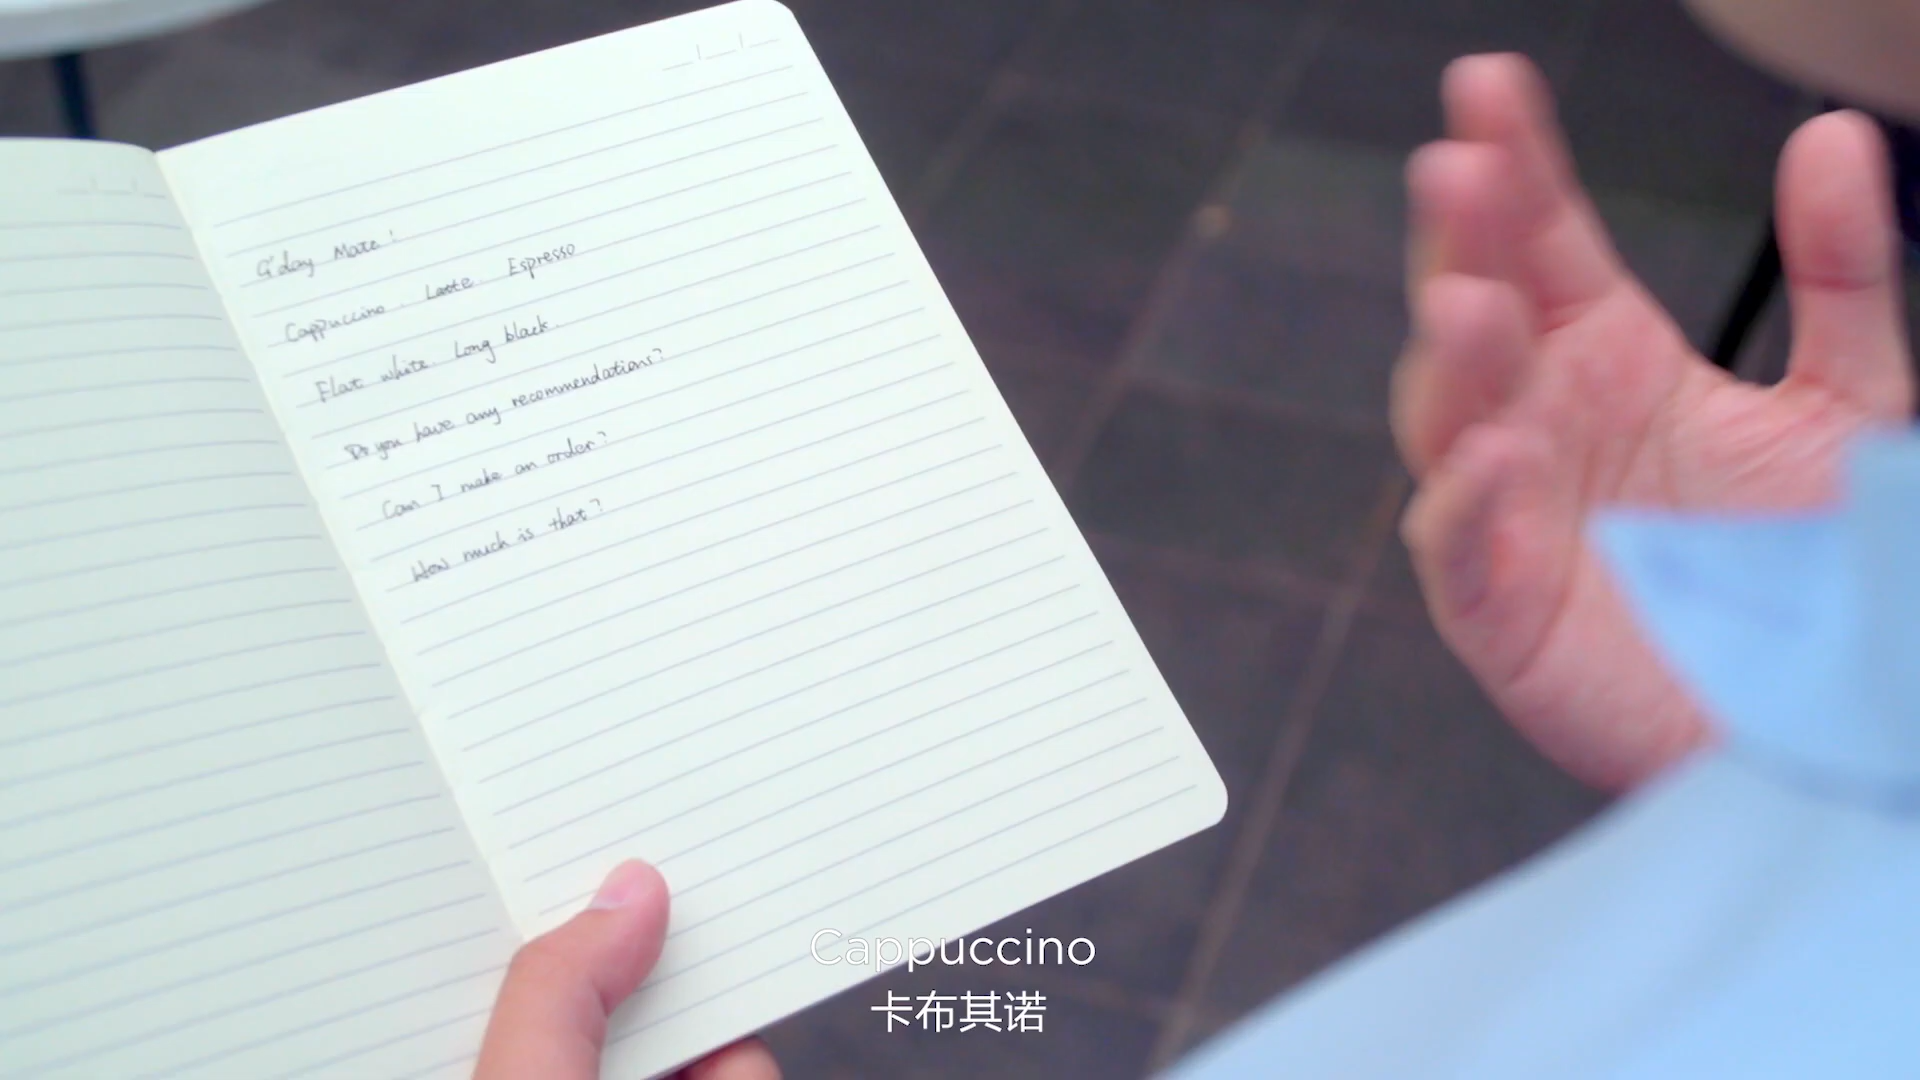 G'day Mate!
Cappuccino. Latte. Espresso
Flat white. Long black.
Do you have any recommendations?
Can I make an order?
How much is that?
Cappuccino
卡布其诺